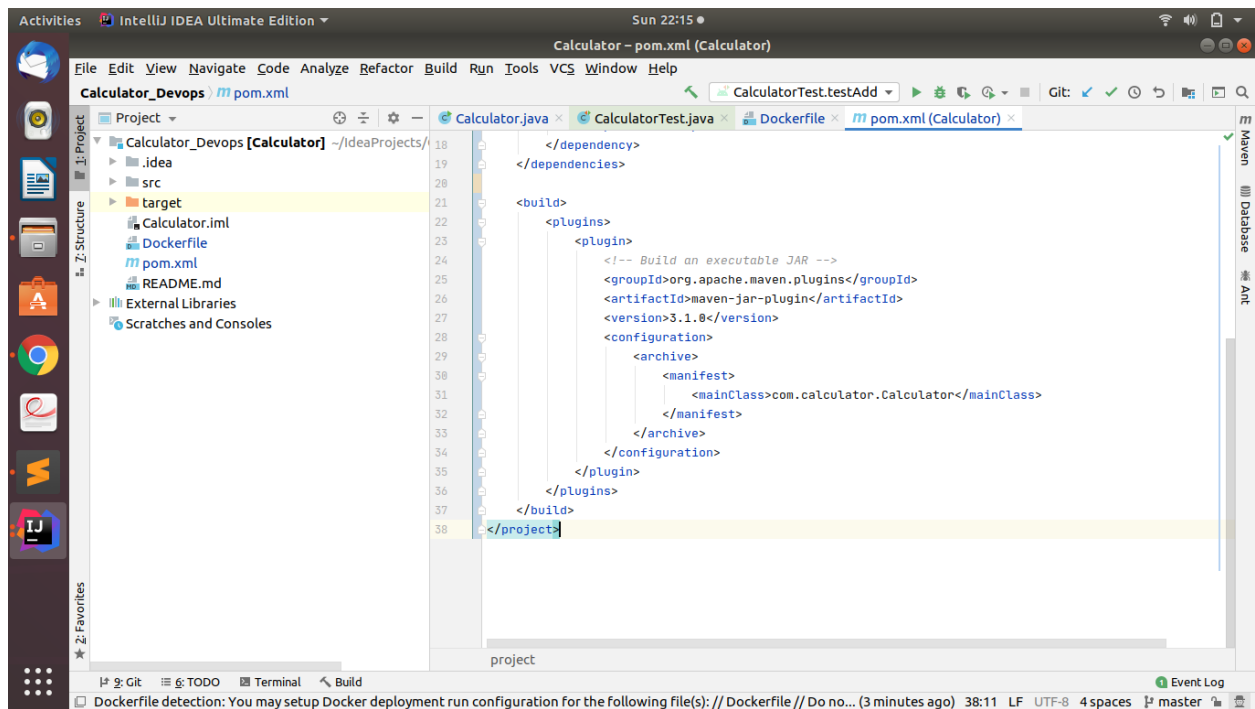 Activities IntelliJ IDEA Ultimate Edition Sun 22:15
Calculator – pom.xml (Calculator)
File Edit View Navigate Code Analyze Refactor Build Run Tools VCS Window Help
Calculator_Devops pom.xml CalculatorTest.testAdd Git:
Project Calculator.java CalculatorTest.java Dockerfile pom.xml (Calculator)
1: Project
Z: Structure
2: Favorites
Calculator_Devops [Calculator] ~/IdeaProjects/
.idea
src
target
Calculator.iml
Dockerfile
pom.xml
README.md
External Libraries
Scratches and Consoles
18 </dependency>
19 </dependencies>
20
21 <build>
22 <plugins>
23 <plugin>
24 <!-- Build an executable JAR -->
25 <groupId>org.apache.maven.plugins</groupId>
26 <artifactId>maven-jar-plugin</artifactId>
27 <version>3.1.0</version>
28 <configuration>
29 <archive>
30 <manifest>
31 <mainClass>com.calculator.Calculator</mainClass>
32 </manifest>
33 </archive>
34 </configuration>
35 </plugin>
36 </plugins>
37 </build>
38 </project>
Maven
Database
Ant
project
9: Git 6: TODO Terminal Build 1 Event Log
Dockerfile detection: You may setup Docker deployment run configuration for the following file(s): // Dockerfile // Do no... (3 minutes ago) 38:11 LF UTF-8 4 spaces master